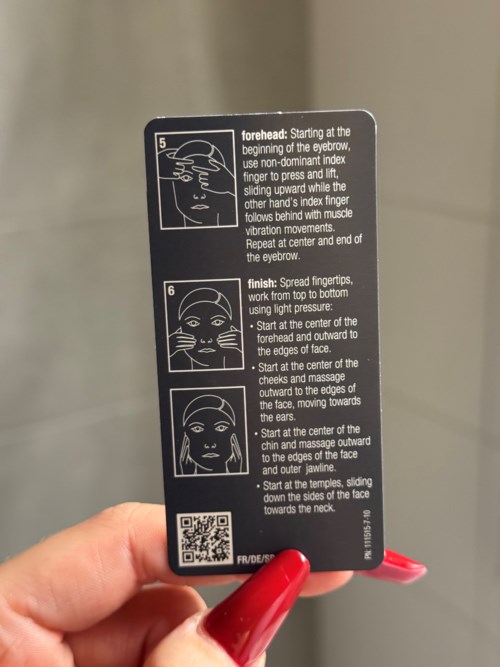 5
forehead: Starting at the
beginning of the eyebrow,
use non-dominant index
finger to press and lift,
sliding upward while the
other hand's index finger
follows behind with muscle
vibration movements.
Repeat at center and end of
the eyebrow.
6
finish: Spread fingertips,
work from top to bottom
using light pressure:
• Start at the center of the
forehead and outward to
the edges of face.
• Start at the center of the
cheeks and massage
outward to the edges of
the face, moving towards
the ears.
• Start at the center of the
chin and massage outward
to the edges of the face
and outer jawline.
• Start at the temples, sliding
down the sides of the face
towards the neck.
FR/DE/
PN: 111515-7-10